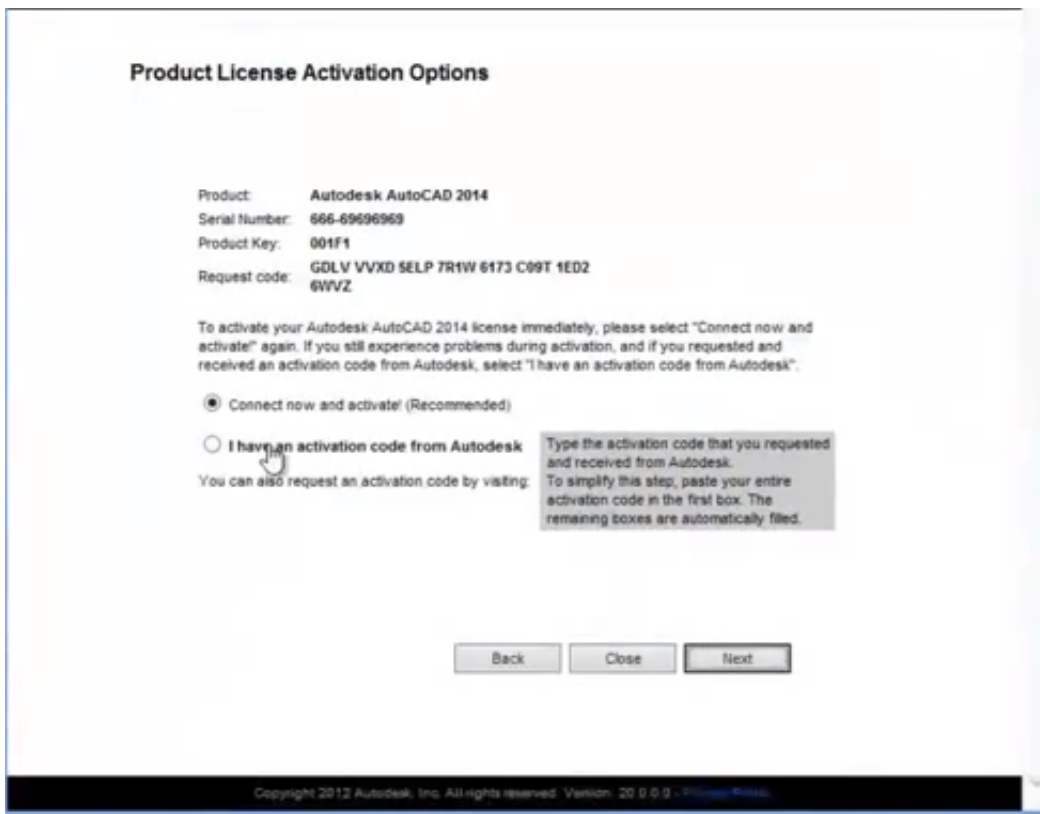 Product License Activation Options
Product: Autodesk AutoCAD 2014
Serial Number: 666-69696969
Product Key: 001F1
Request code: GDLV VVXD 5ELP 7R1W 6173 C09T 1ED2
6WVZ
To activate your Autodesk AutoCAD 2014 license immediately, please select "Connect now and
activate!" again. If you still experience problems during activation, and if you requested and
received an activation code from Autodesk, select "I have an activation code from Autodesk".
Connect now and activate! (Recommended)
I have an activation code from Autodesk
You can also request an activation code by visiting:
Type the activation code that you requested
and received from Autodesk.
To simplify this step, paste your entire
activation code in the first box. The
remaining boxes are automatically filled.
Back Close Next
Copyright 2012 Autodesk, Inc. All rights reserved. Version: 20.0.0.0 -